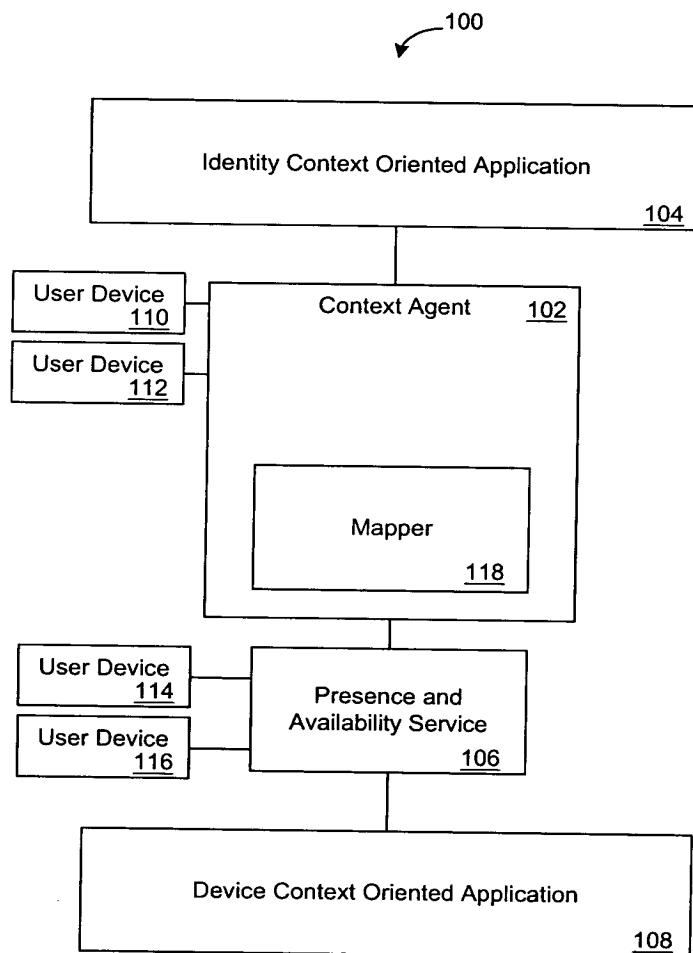 100
Identity Context Oriented Application
104
User Device
110
Context Agent
102
User Device
112
Mapper
118
User Device
114
Presence and
Availability Service
106
User Device
116
Device Context Oriented Application
108